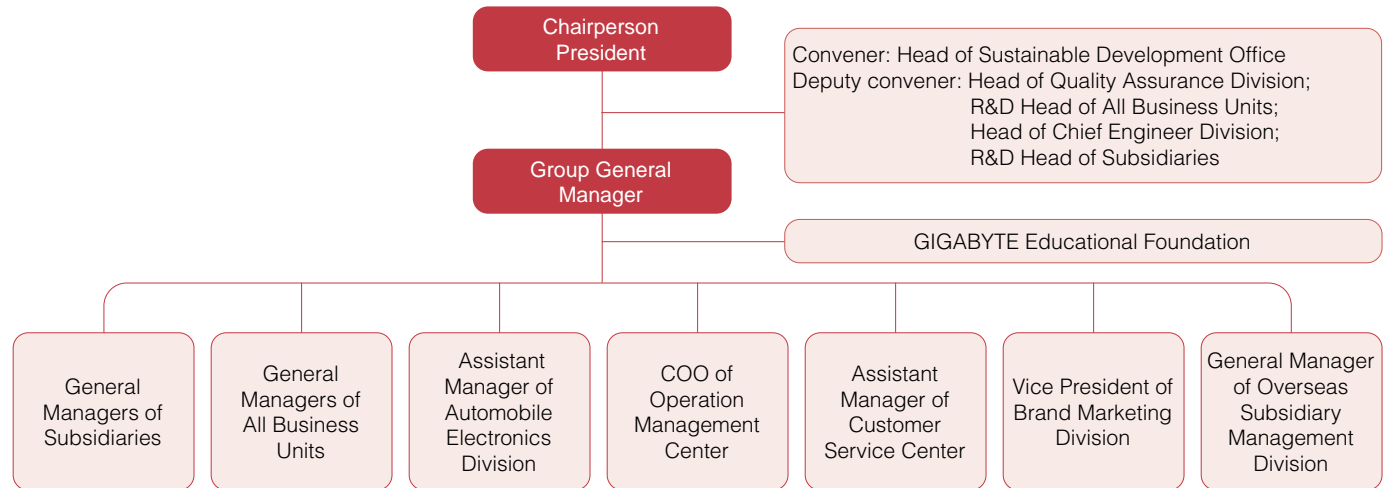 Chairperson
President
Convener: Head of Sustainable Development Office
Deputy convener: Head of Quality Assurance Division;
R&D Head of All Business Units;
Head of Chief Engineer Division;
R&D Head of Subsidiaries
Group General
Manager
GIGABYTE Educational Foundation
General
Managers of
Subsidiaries
General
Managers of
All Business
Units
Assistant
Manager of
Automobile
Electronics
Division
COO of
Operation
Management
Center
Assistant
Manager of
Customer
Service Center
Vice President of
Brand Marketing
Division
General Manager
of Overseas
Subsidiary
Management
Division